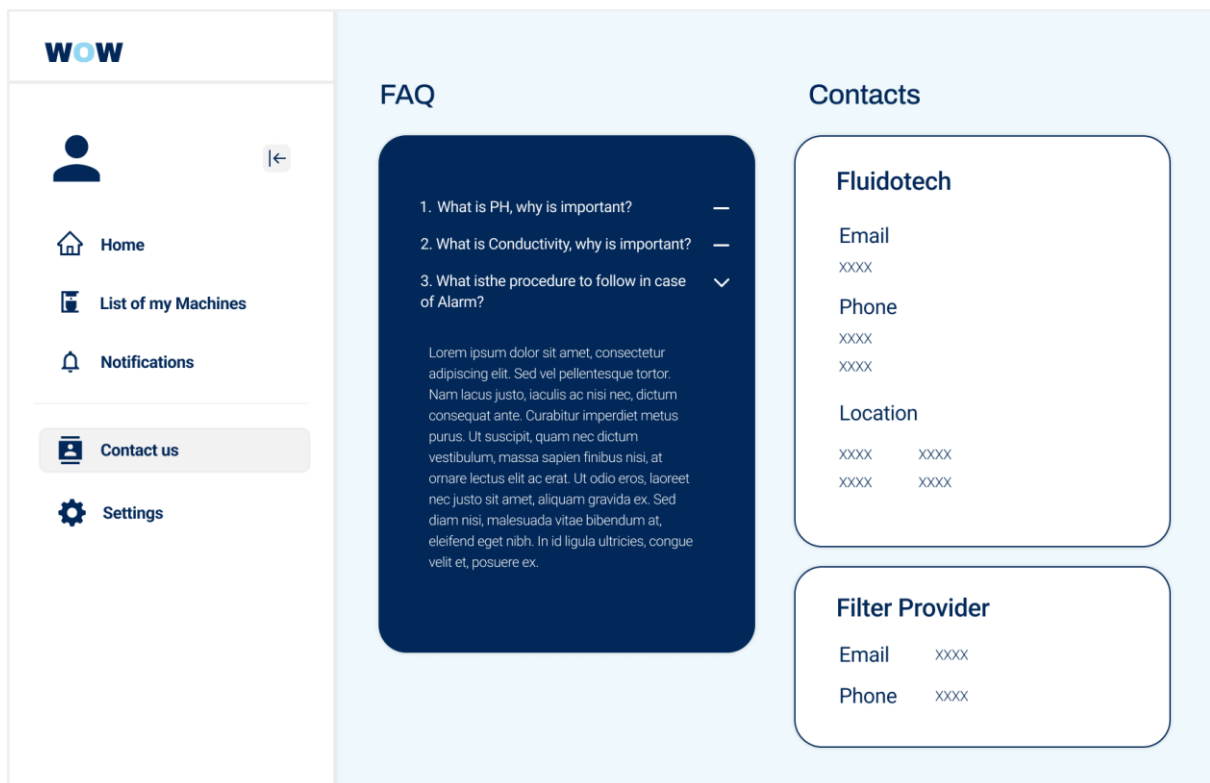 WOW
Home
List of my Machines
Notifications
Contact us
Settings
FAQ
1. What is PH, why is important?
2. What is Conductivity, why is important?
3. What isthe procedure to follow in case
of Alarm?
Lorem ipsum dolor sit amet, consectetur
adipiscing elit. Sed vel pellentesque tortor.
Nam lacus justo, iaculis ac nisi nec, dictum
consequat ante. Curabitur imperdiet metus
purus. Ut suscipit, quam nec dictum
vestibulum, massa sapien finibus nisi, at
ornare lectus elit ac erat. Ut odio eros, laoreet
nec justo sit amet, aliquam gravida ex. Sed
diam nisi, malesuada vitae bibendum at,
eleifend eget nibh. In id ligula ultricies, congue
velit et, posuere ex.
Contacts
Fluidotech
Email
XXXX
Phone
XXXX
XXXX
Location
XXXX XXXX
XXXX XXXX
Filter Provider
Email XXXX
Phone XXXX